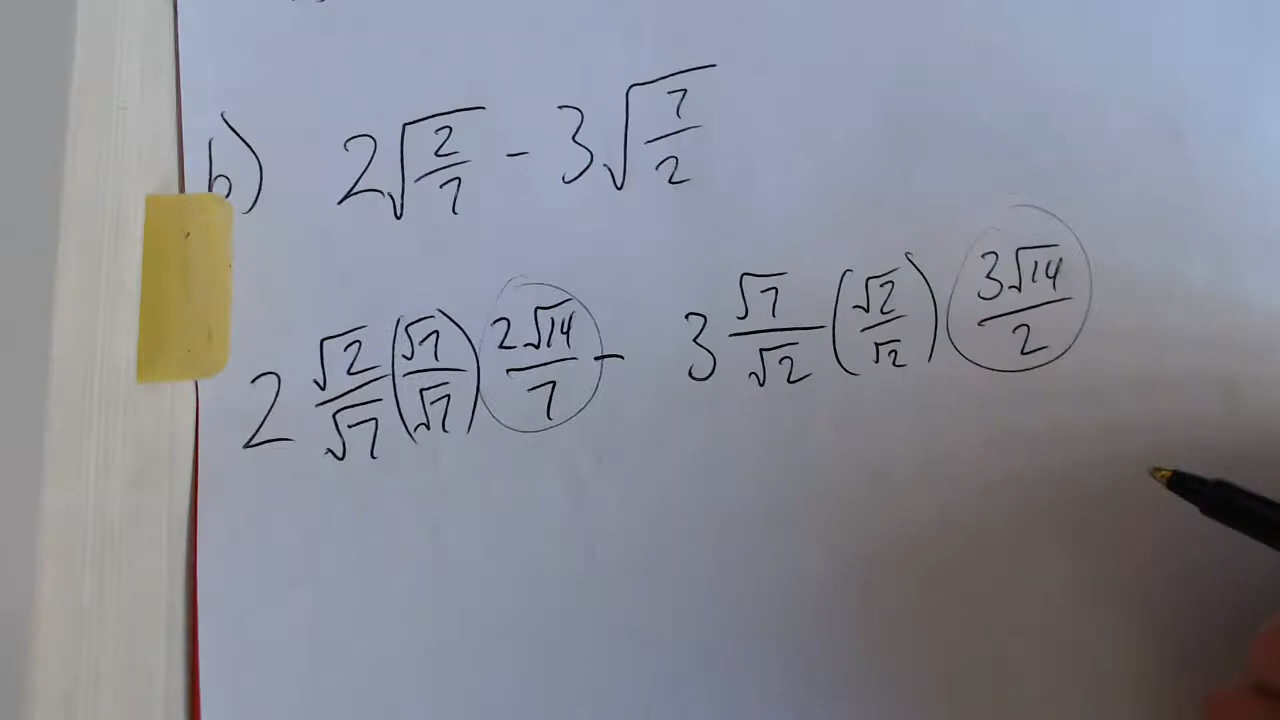 b) 2√(2/7) - 3√(7/2)
2 √2/√7 (√7/√7) 2√14/7 - 3 √7/√2 (√2/√2) 3√14/2